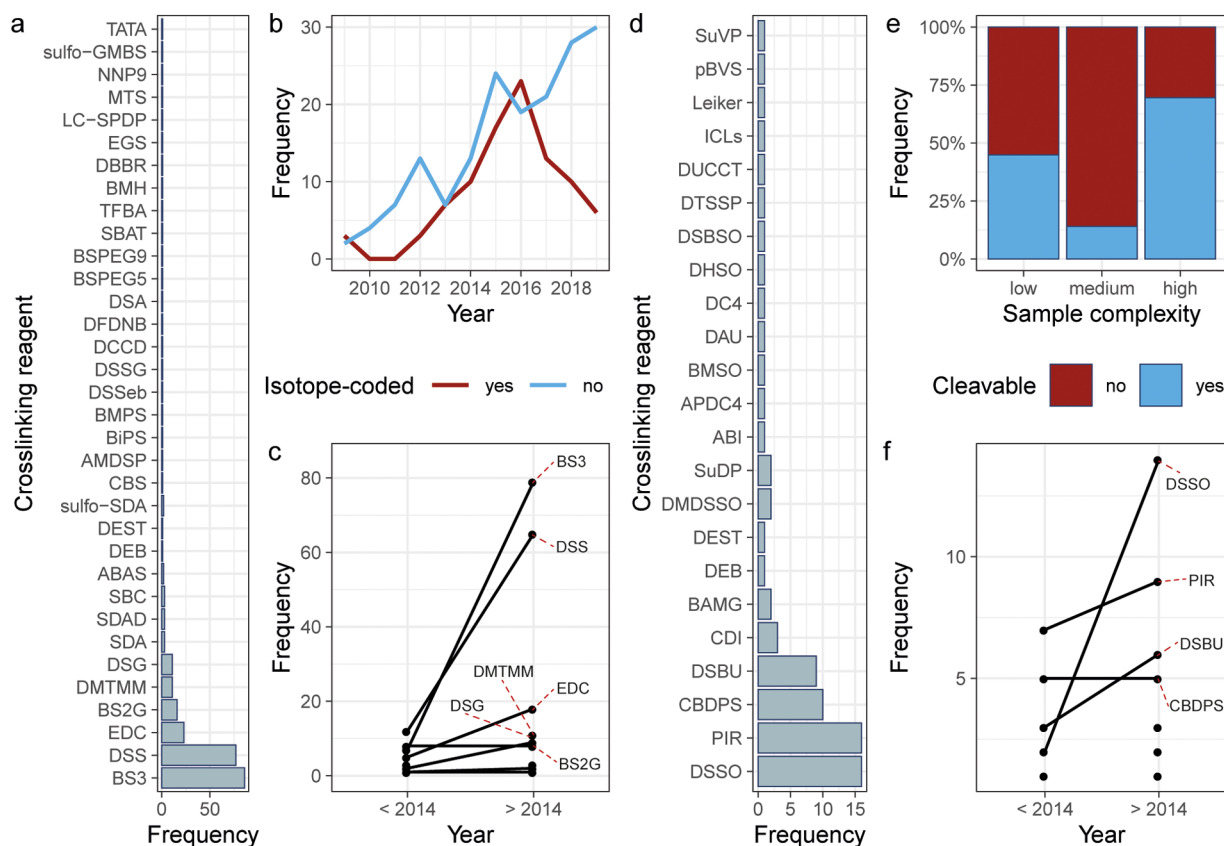 a
TATA
sulfo−GMBS
NNP9
MTS
LC−SPDP
EGS
DBBR
BMH
TFBA
SBAT
BSPEG9
BSPEG5
DSA
DFDNB
DCCD
DSSG
DSSeb
BMPS
BiPS
AMDSP
CBS
sulfo−SDA
DEST
DEB
ABAS
SBC
SDAD
SDA
DSG
DMTMM
BS2G
EDC
DSS
BS3
Crosslinking reagent
0 50
Frequency
b
30
20
10
0
Frequency
2010 2012 2014 2016 2018
Year
Isotope-coded yes no
c
80
60
40
20
0
Frequency
BS3
DSS
DMTMM
DSG
EDC
BS2G
< 2014 > 2014
Year
d
SuVP
pBVS
Leiker
ICLs
DUCCT
DTSSP
DSBSO
DHSO
DC4
DAU
BMSO
APDC4
ABI
SuDP
DMDSSO
DEST
DEB
BAMG
CDI
DSBU
CBDPS
PIR
DSSO
Crosslinking reagent
0 5 10 15
Frequency
e
100%
75%
50%
25%
0%
Frequency
low medium high
Sample complexity
Cleavable no yes
f
10
5
Frequency
DSSO
PIR
DSBU
CBDPS
< 2014 > 2014
Year